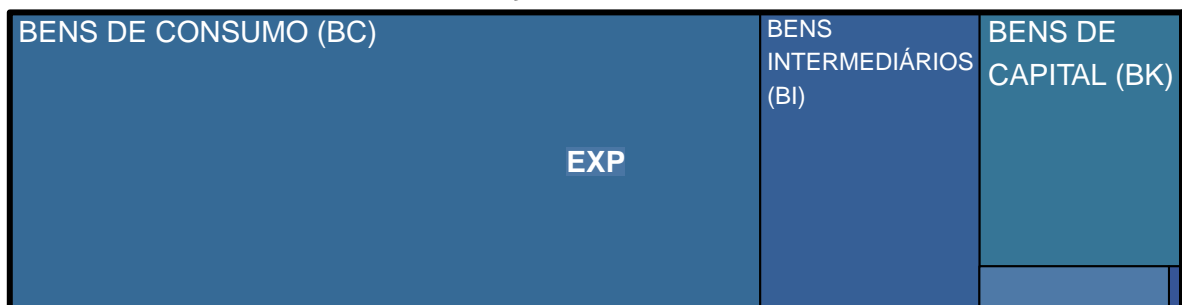 BENS DE CONSUMO (BC)
BENS
INTERMEDIÁRIOS
(BI)
BENS DE
CAPITAL (BK)
EXP